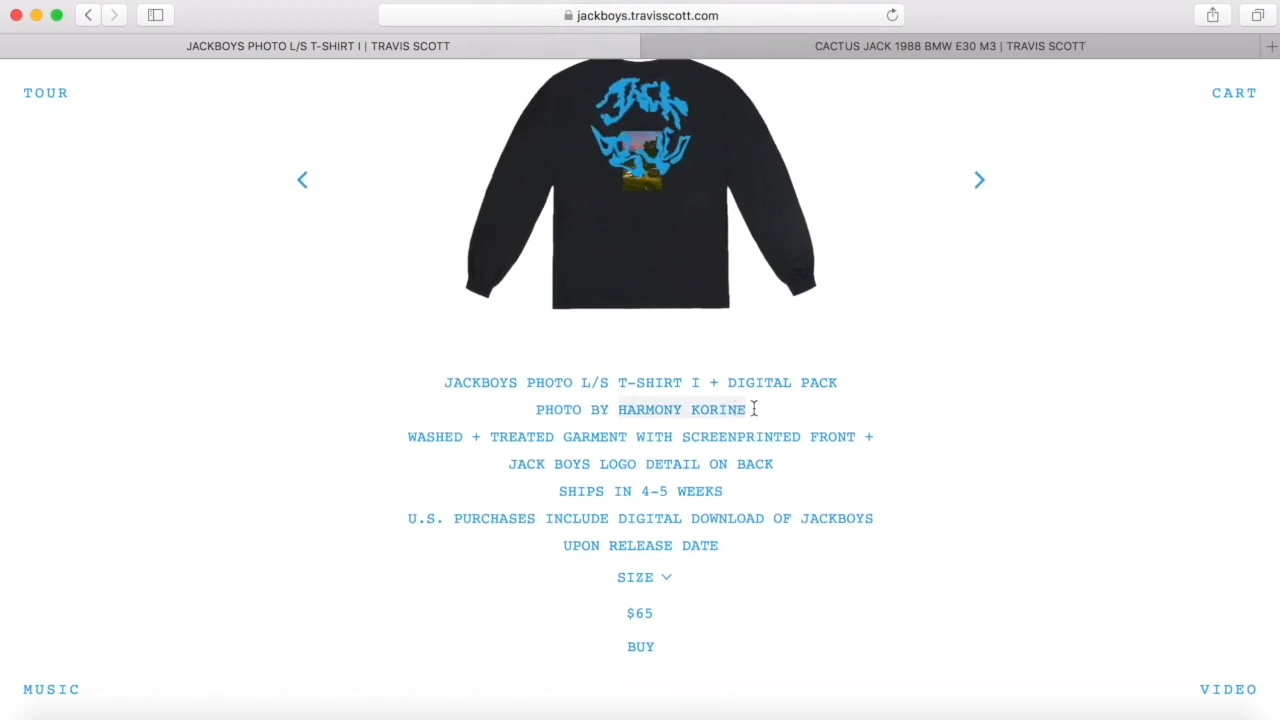 jackboys.travisscott.com
JACKBOYS PHOTO L/S T-SHIRT I | TRAVIS SCOTT
CACTUS JACK 1988 BMW E30 M3 | TRAVIS SCOTT
TOUR
CART
JACK
BOYS
JACKBOYS PHOTO L/S T-SHIRT I + DIGITAL PACK
PHOTO BY HARMONY KORINE
WASHED + TREATED GARMENT WITH SCREENPRINTED FRONT +
JACK BOYS LOGO DETAIL ON BACK
SHIPS IN 4-5 WEEKS
U.S. PURCHASES INCLUDE DIGITAL DOWNLOAD OF JACKBOYS
UPON RELEASE DATE
SIZE
$65
BUY
MUSIC
VIDEO